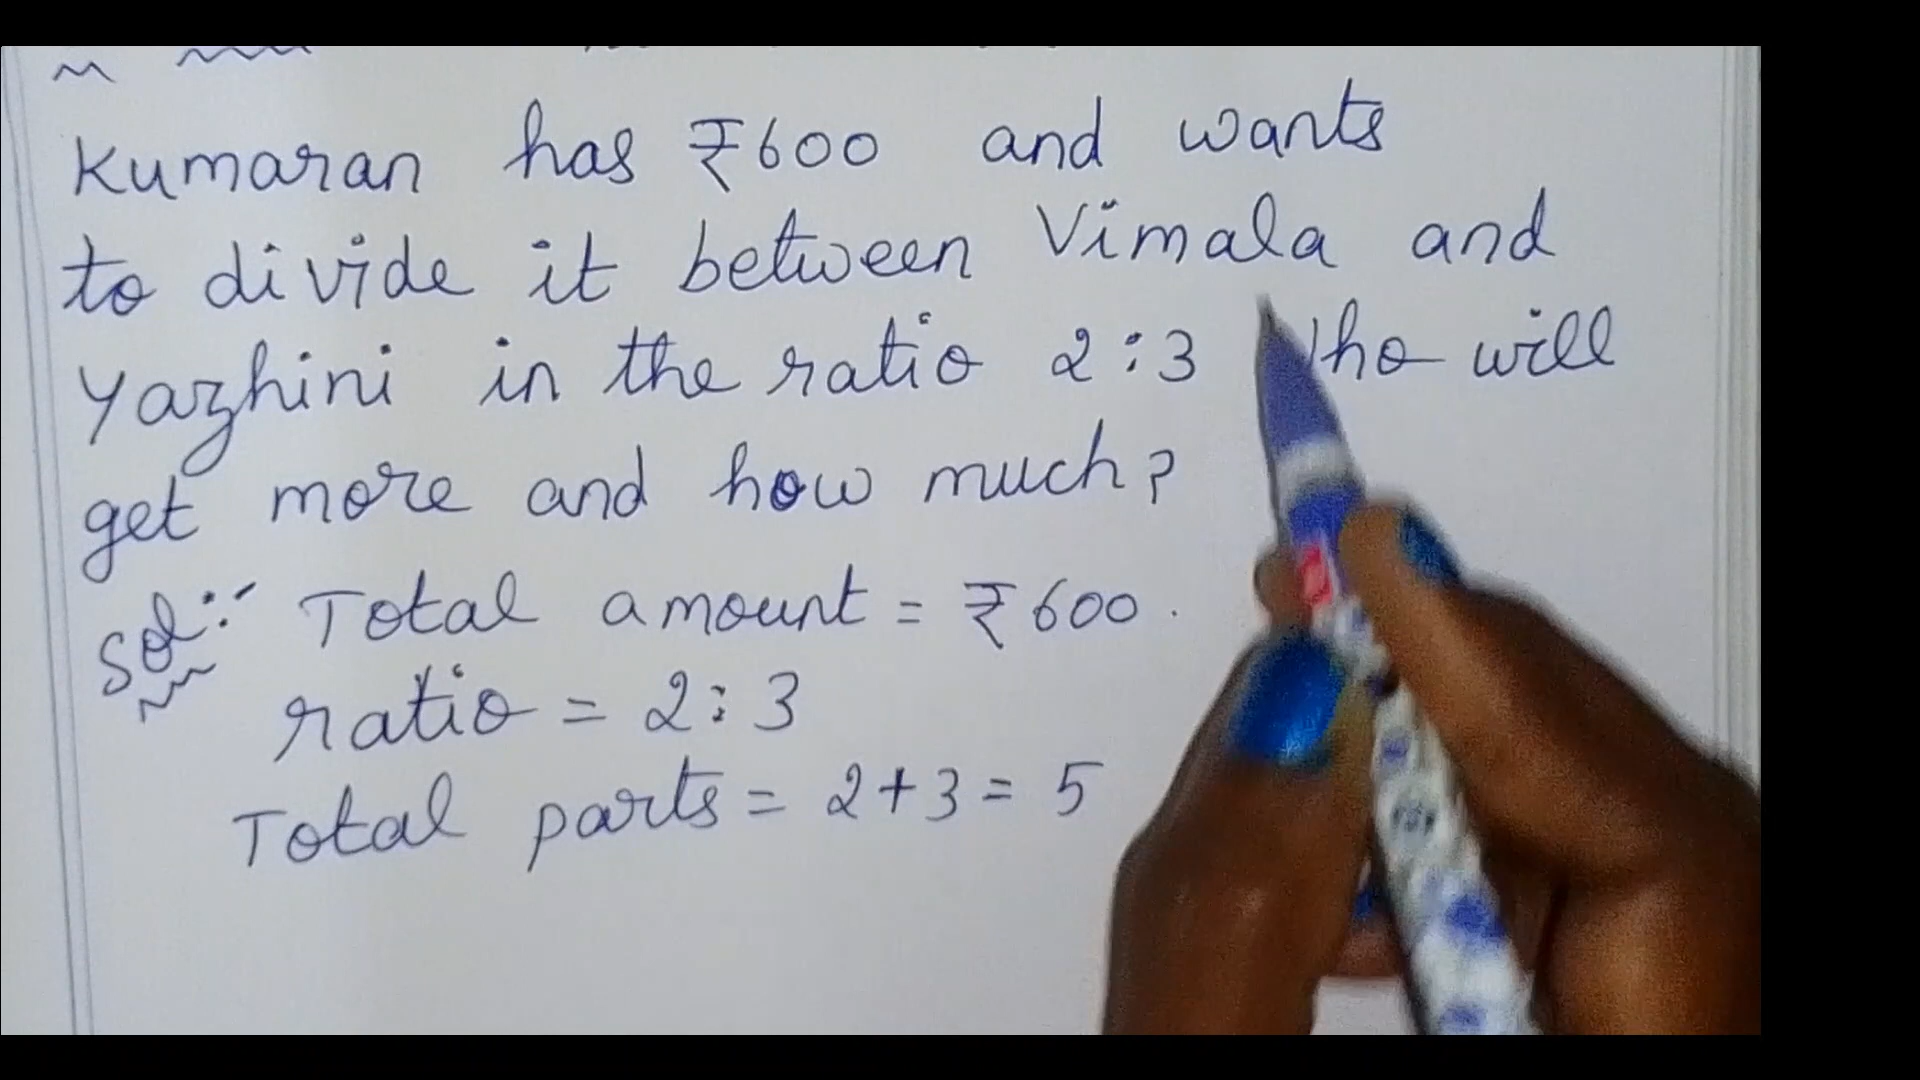 Kumaran has ₹600 and wants
to divide it between Vimala and
Yazhini in the ratio 2:3 will
get more and how much?
Sol:- Total amount = ₹600.
ratio = 2:3
Total parts = 2+3 = 5